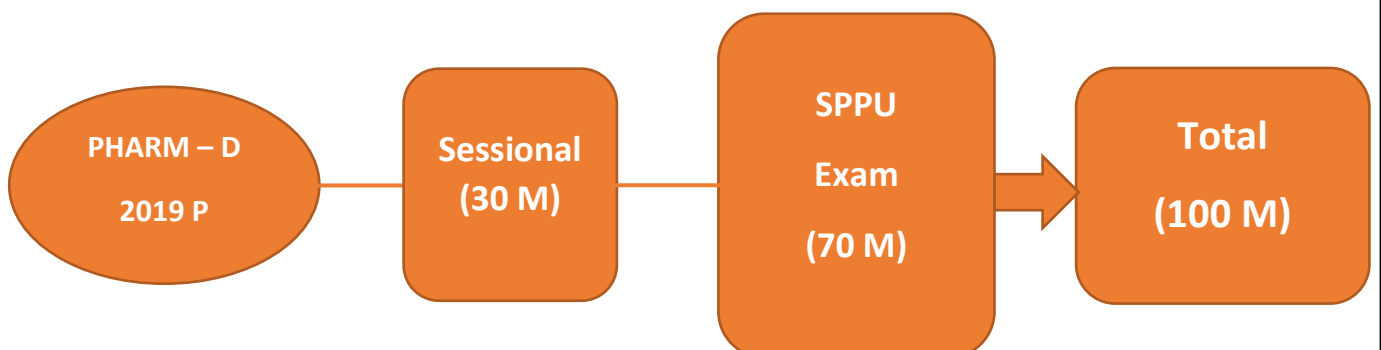 PHARM – D
2019 P
Sessional
(30 M)
SPPU
Exam
(70 M)
Total
(100 M)